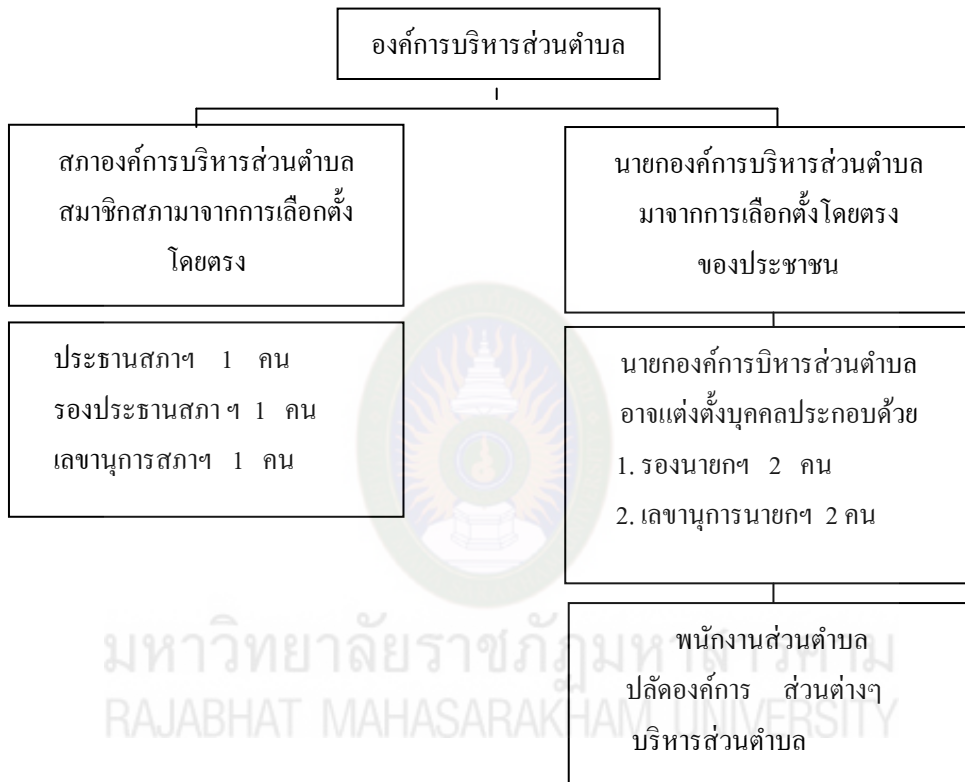 องค์การบริหารส่วนตำบล
สภาองค์การบริหารส่วนตำบล
สมาชิกสภามาจากการเลือกตั้ง
โดยตรง
นายกองค์การบริหารส่วนตำบล
มาจากการเลือกตั้งโดยตรง
ของประชาชน
ประธานสภาฯ 1 คน
รองประธานสภา ฯ 1 คน
เลขานุการสภาฯ 1 คน
นายกองค์การบิหารส่วนตำบล
อาจแต่งตั้งบุคคลประกอบด้วย
1. รองนายกฯ 2 คน
2. เลขานุการนายกฯ 2 คน
พนักงานส่วนตำบล
ปลัดองค์การ ส่วนต่างๆ
บริหารส่วนตำบล
มหาวิทยาลัยราชภัฏมหาสารคาม
RAJABHAT MAHASARAKHAM UNIVERSITY